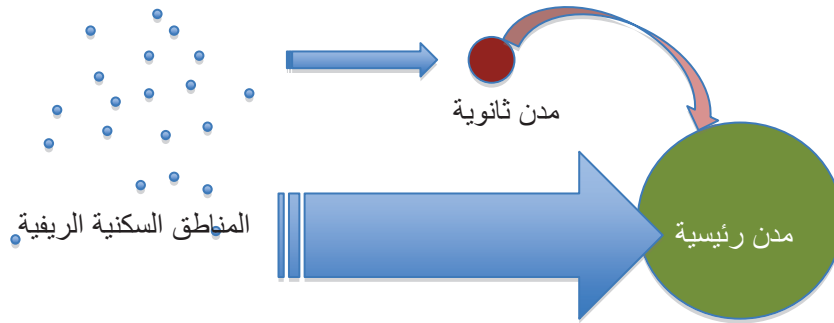 مدن ثانوية
المناطق السكنية الريفية
مدن رئيسية